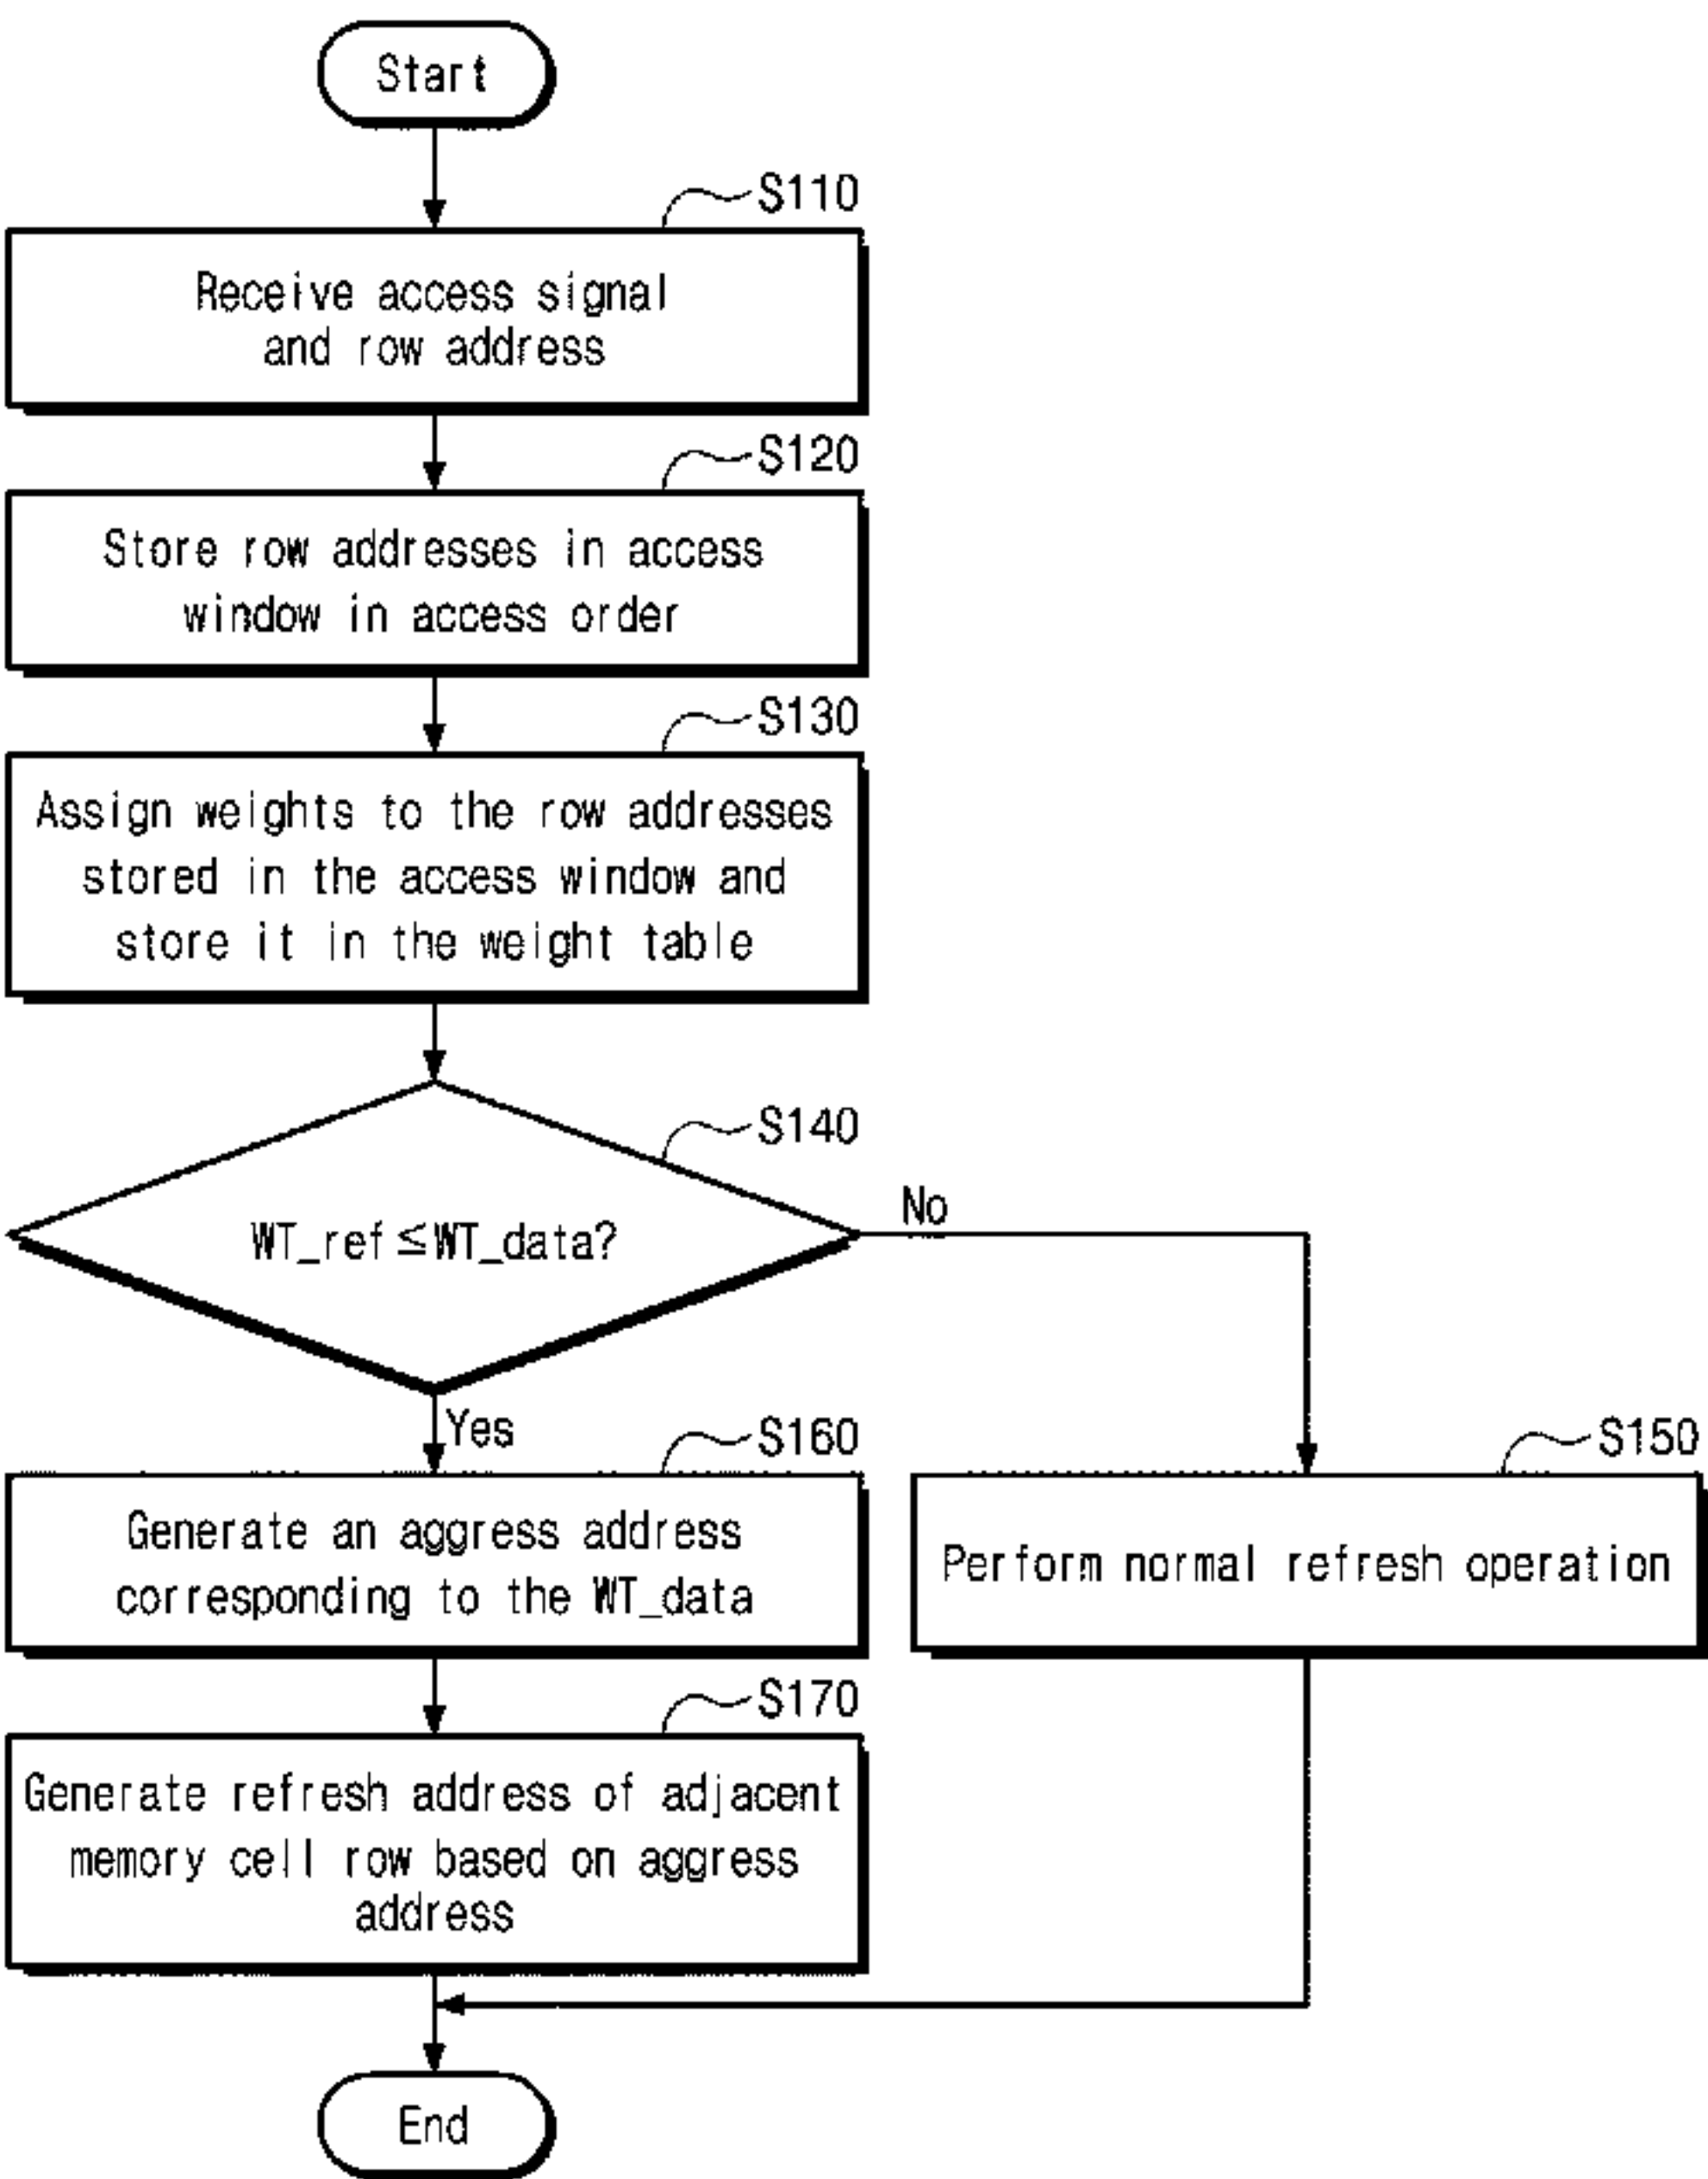 Start
S110
Receive access signal
and row address
S120
Store row addresses in access
window in access order
S130
Assign weights to the row addresses
stored in the access window and
store it in the weight table
S140
WT_ref≤WT_data?
No
Yes
S160
Generate an aggress address
corresponding to the WT_data
S150
Perform normal refresh operation
S170
Generate refresh address of adjacent
memory cell row based on aggress
address
End